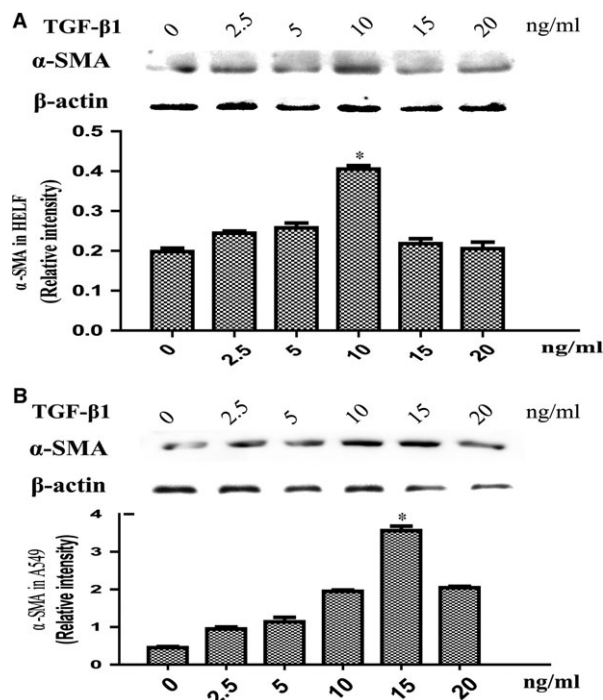 A
TGF-β1 0 2.5 5 10 15 20 ng/ml
α-SMA
β-actin
α-SMA in HELF
(Relative intensity)
0.5
0.4
0.3
0.2
0.1
0.0
*
0 2.5 5 10 15 20 ng/ml
B
TGF-β1 0 2.5 5 10 15 20 ng/ml
α-SMA
β-actin
α-SMA in A549
(Relative intensity)
4
3
2
1
0
*
0 2.5 5 10 15 20 ng/ml